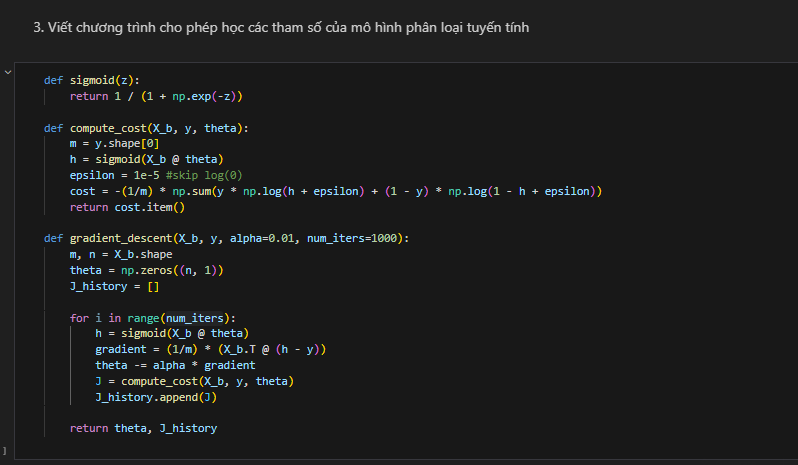 3. Viết chương trình cho phép học các tham số của mô hình phân loại tuyến tính
def sigmoid(z):
    return 1 / (1 + np.exp(-z))
def compute_cost(X_b, y, theta):
    m = y.shape[0]
    h = sigmoid(X_b @ theta)
    epsilon = 1e-5 #skip log(0)
    cost = -(1/m) * np.sum(y * np.log(h + epsilon) + (1 - y) * np.log(1 - h + epsilon))
    return cost.item()
def gradient_descent(X_b, y, alpha=0.01, num_iters=1000):
    m, n = X_b.shape
    theta = np.zeros((n, 1))
    J_history = []
    for i in range(num_iters):
        h = sigmoid(X_b @ theta)
        gradient = (1/m) * (X_b.T @ (h - y))
        theta -= alpha * gradient
        J = compute_cost(X_b, y, theta)
        J_history.append(J)
    return theta, J_history
]